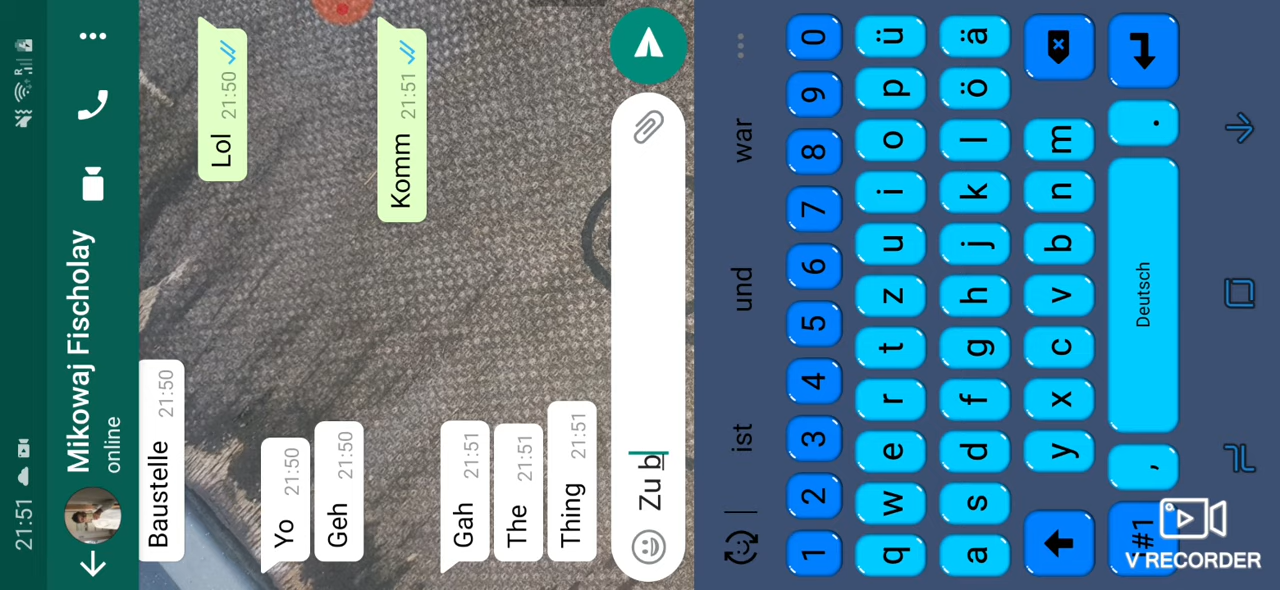 21:51
Mikowaj Fischolay
online
Baustelle 21:50
Lol 21:50
Yo 21:50
Geh 21:50
Komm 21:51
Gah 21:51
The 21:51
Thing 21:51
Zu b
ist und war
1 2 3 4 5 6 7 8 9 0
q w e r t z u i o p ü
a s d f g h j k l ö ä
y x c v b n m
!#1 , Deutsch .
V RECORDER